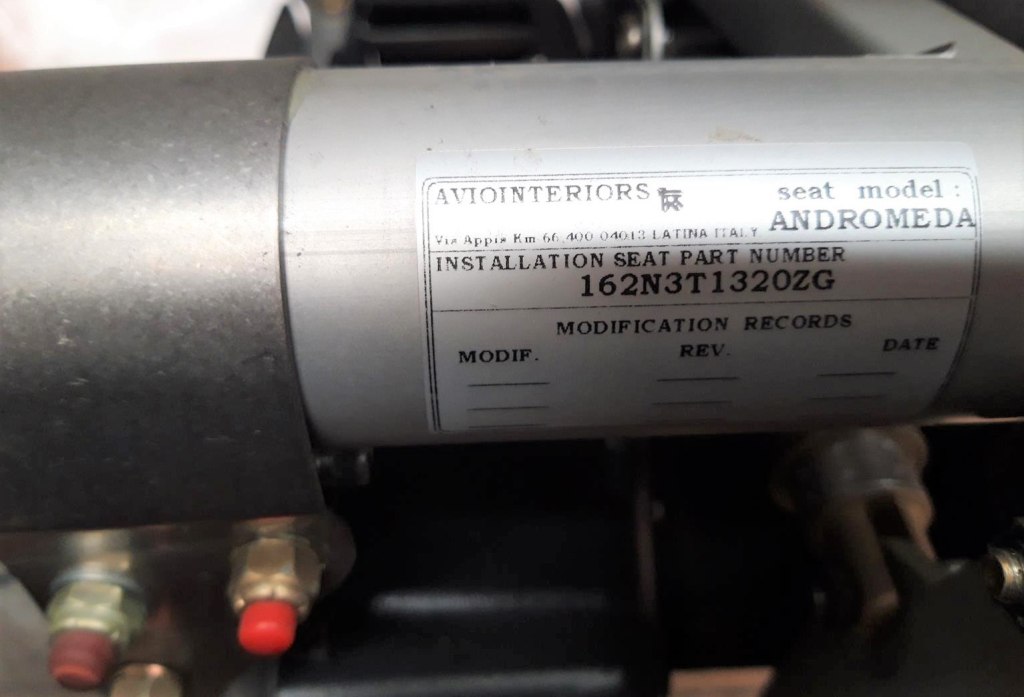 AVIOINTERIORS
seat model :
Via Appia Km 66,400 04013 LATINA ITALY
ANDROMEDA
INSTALLATION SEAT PART NUMBER
162N3T1320ZG
MODIFICATION RECORDS
MODIF. REV. DATE